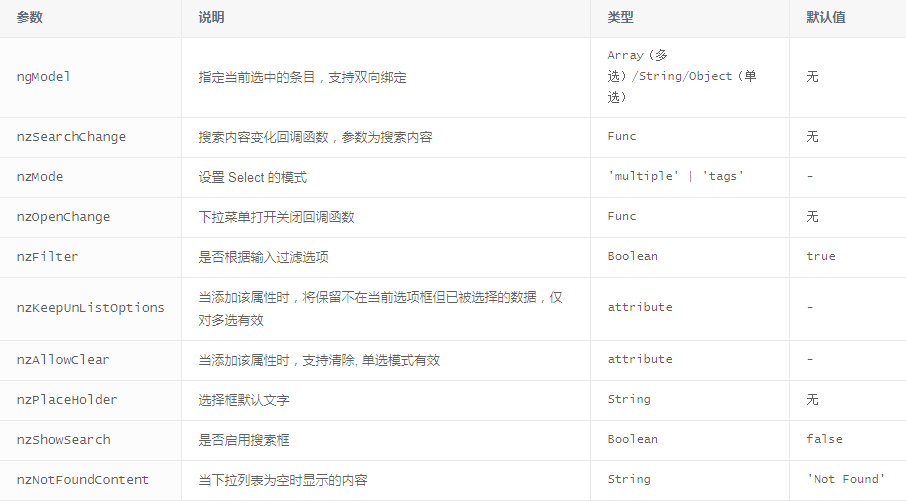 参数 说明 类型 默认值
ngModel 指定当前选中的条目，支持双向绑定 Array（多
选）/String/Object（单
选） 无
nzSearchChange 搜索内容变化回调函数，参数为搜索内容 Func 无
nzMode 设置 Select 的模式 'multiple' | 'tags' -
nzOpenChange 下拉菜单打开关闭回调函数 Func 无
nzFilter 是否根据输入过滤选项 Boolean true
nzKeepUnListOptions 当添加该属性时，将保留不在当前选项框但已被选择的数据，仅
对多选有效 attribute -
nzAllowClear 当添加该属性时，支持清除, 单选模式有效 attribute -
nzPlaceHolder 选择框默认文字 String 无
nzShowSearch 是否启用搜索框 Boolean false
nzNotFoundContent 当下拉列表为空时显示的内容 String 'Not Found'